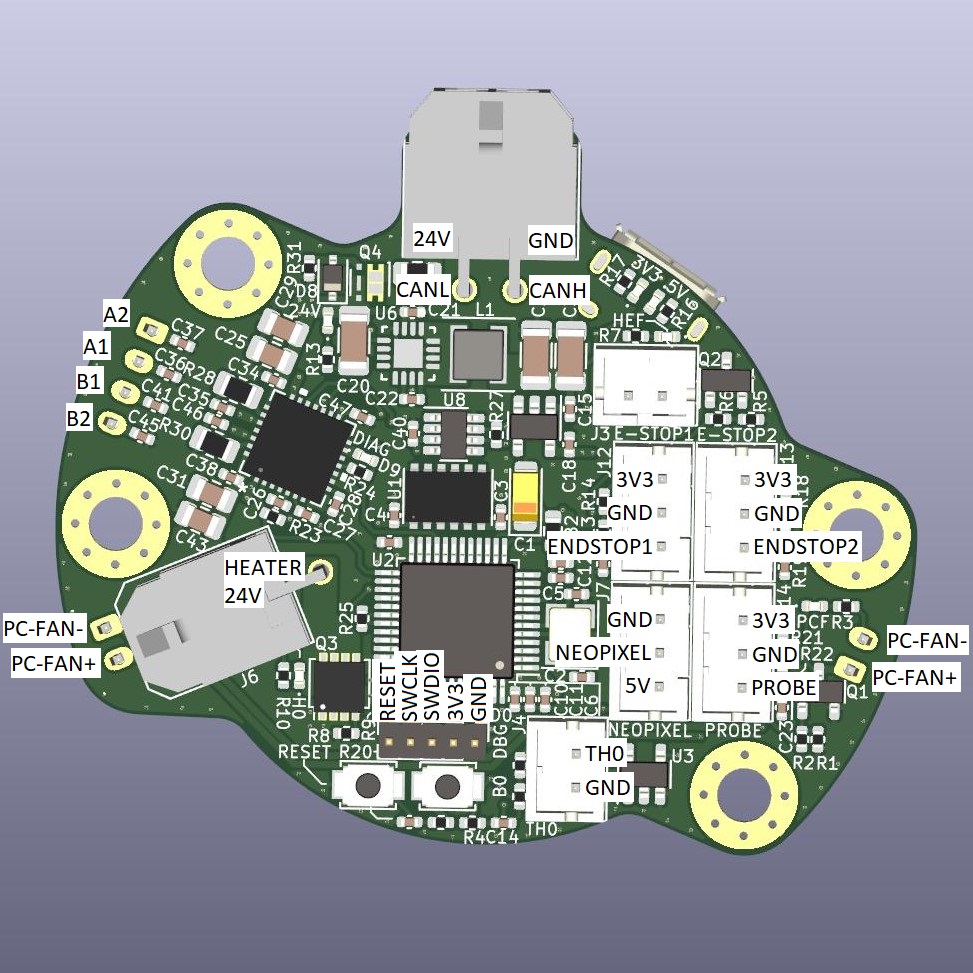 24V
GND
CANL
CANH
R31
Q4
C29
D8
24V
U6
C21
L1
R17
3V3
5V
R16
HEF
R7
A2
A1
B1
B2
C37
C36
R28
C41
C35
C46
C45
R30
C38
C31
C43
C25
C34
R13
C20
C22
C47
DIAG
D9
C40
U8
R27
C15
C18
Q2
R6
R5
J3
E-STOP1
E-STOP2
J12
R14
C3
C1
C4
C26
R23
C27
C28
U2
3V3
GND
ENDSTOP1
3V3
GND
ENDSTOP2
J7
C5
GND
NEOPIXEL
5V
3V3
GND
PROBE
HEATER
24V
PC-FAN-
PC-FAN+
J6
R25
Q3
R10
H0
R8
RESET
SWCLK
SWDIO
3V3
GND
RESET
R20
DBG
B0
J4
C10
C11
C6
NEOPIXEL
PROBE
PCF
R3
R21
R22
Q1
PC-FAN-
PC-FAN+
C23
R2
R1
TH0
GND
U3
TH0
R4
C14